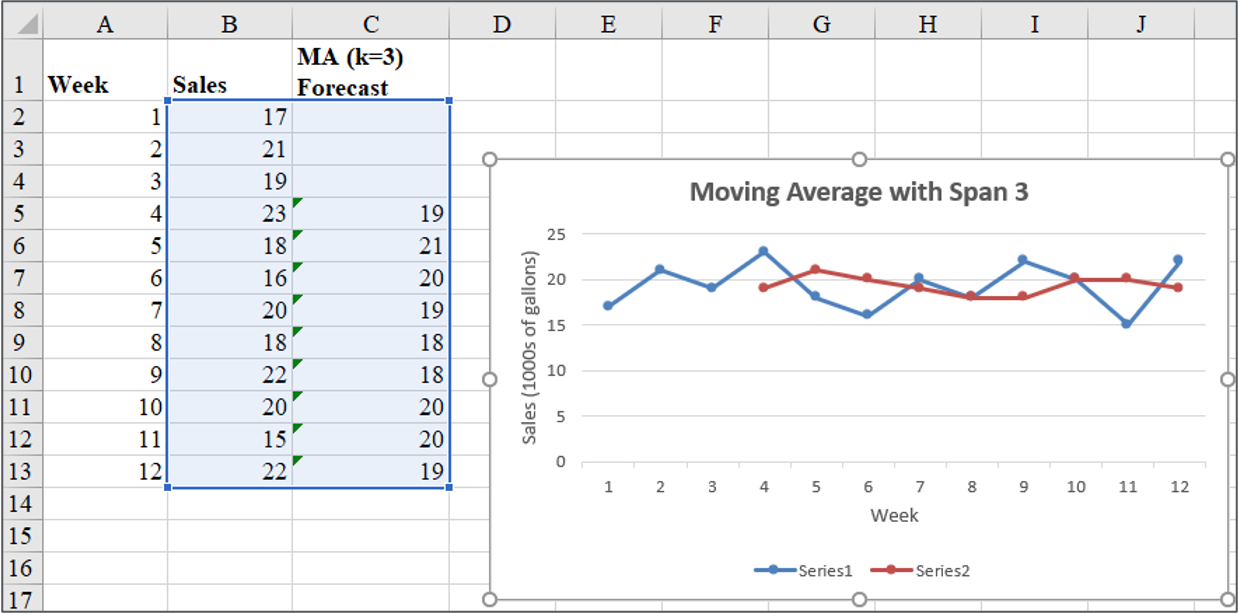 A B C D E F G H I J
MA (k=3)
1 Week Sales Forecast
2 1 17
3 2 21
4 3 19
5 4 23 19
6 5 18 21
7 6 16 20
8 7 20 19
9 8 18 18
10 9 22 18
11 10 20 20
12 11 15 20
13 12 22 19
14
15
16
17
Moving Average with Span 3
Sales (1000s of gallons)
25
20
15
10
5
0
1 2 3 4 5 6 7 8 9 10 11 12
Week
Series1 Series2